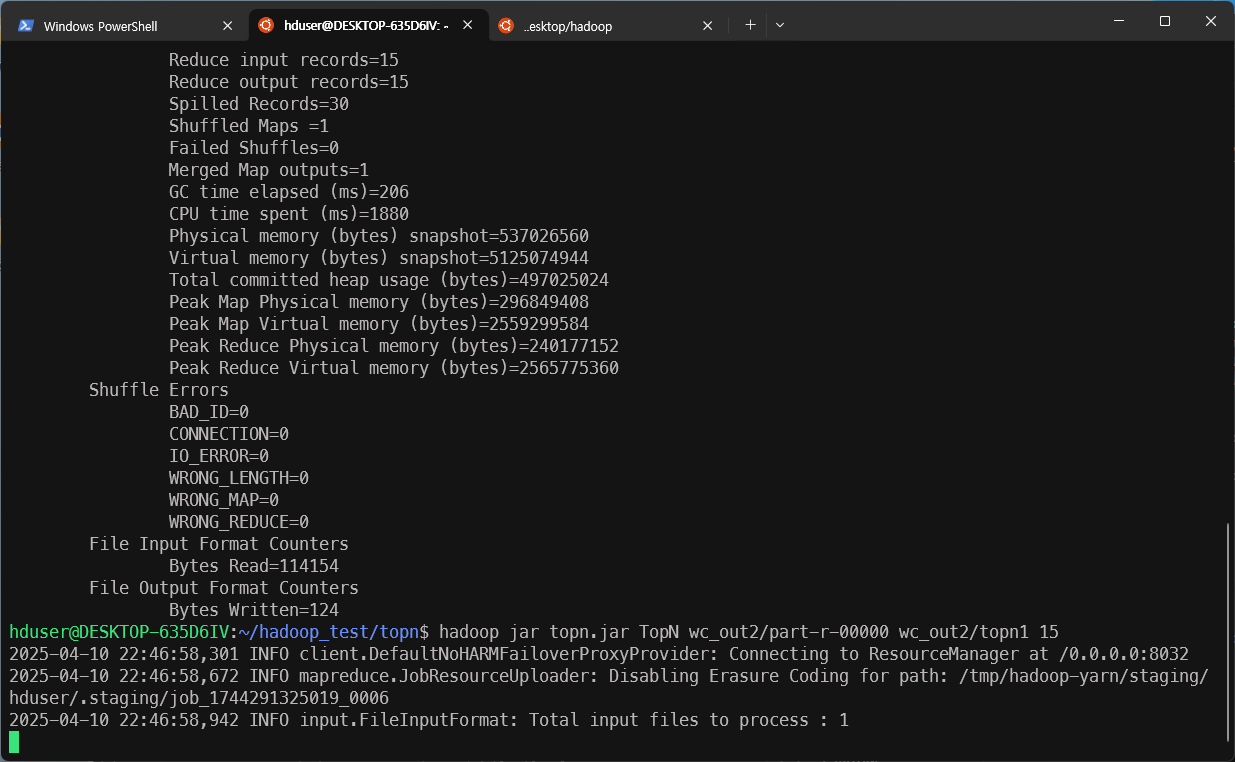 Windows PowerShell
hduser@DESKTOP-635D6IV: ~
..esktop/hadoop
Reduce input records=15
Reduce output records=15
Spilled Records=30
Shuffled Maps =1
Failed Shuffles=0
Merged Map outputs=1
GC time elapsed (ms)=206
CPU time spent (ms)=1880
Physical memory (bytes) snapshot=537026560
Virtual memory (bytes) snapshot=5125074944
Total committed heap usage (bytes)=497025024
Peak Map Physical memory (bytes)=296849408
Peak Map Virtual memory (bytes)=2559299584
Peak Reduce Physical memory (bytes)=240177152
Peak Reduce Virtual memory (bytes)=2565775360
Shuffle Errors
BAD_ID=0
CONNECTION=0
IO_ERROR=0
WRONG_LENGTH=0
WRONG_MAP=0
WRONG_REDUCE=0
File Input Format Counters
Bytes Read=114154
File Output Format Counters
Bytes Written=124
hduser@DESKTOP-635D6IV:~/hadoop_test/topn$ hadoop jar topn.jar TopN wc_out2/part-r-00000 wc_out2/topn1 15
2025-04-10 22:46:58,301 INFO client.DefaultNoHARMFailoverProxyProvider: Connecting to ResourceManager at /0.0.0.0:8032
2025-04-10 22:46:58,672 INFO mapreduce.JobResourceUploader: Disabling Erasure Coding for path: /tmp/hadoop-yarn/staging/
hduser/.staging/job_1744291325019_0006
2025-04-10 22:46:58,942 INFO input.FileInputFormat: Total input files to process : 1